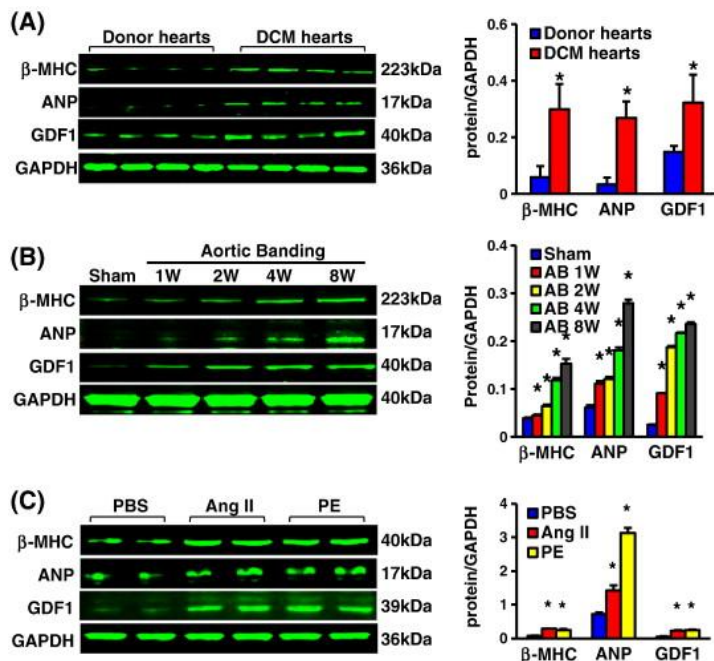 (A)
Donor hearts DCM hearts
β-MHC 223kDa
ANP 17kDa
GDF1 40kDa
GAPDH 36kDa
protein/GAPDH
0.6
0.4
0.2
0
Donor hearts
DCM hearts
* * *
β-MHC ANP GDF1
(B)
Aortic Banding
Sham 1W 2W 4W 8W
β-MHC 223kDa
ANP 17kDa
GDF1 40kDa
GAPDH 40kDa
Protein/GAPDH
0.4
0.3
0.2
0.1
0
Sham
AB 1W
AB 2W
AB 4W
AB 8W
* * * * * * * * * * * *
β-MHC ANP GDF1
(C)
PBS Ang II PE
β-MHC 40kDa
ANP 17kDa
GDF1 39kDa
GAPDH 36kDa
protein/GAPDH
4
3
2
1
0
PBS
Ang II
PE
* * * * * *
β-MHC ANP GDF1